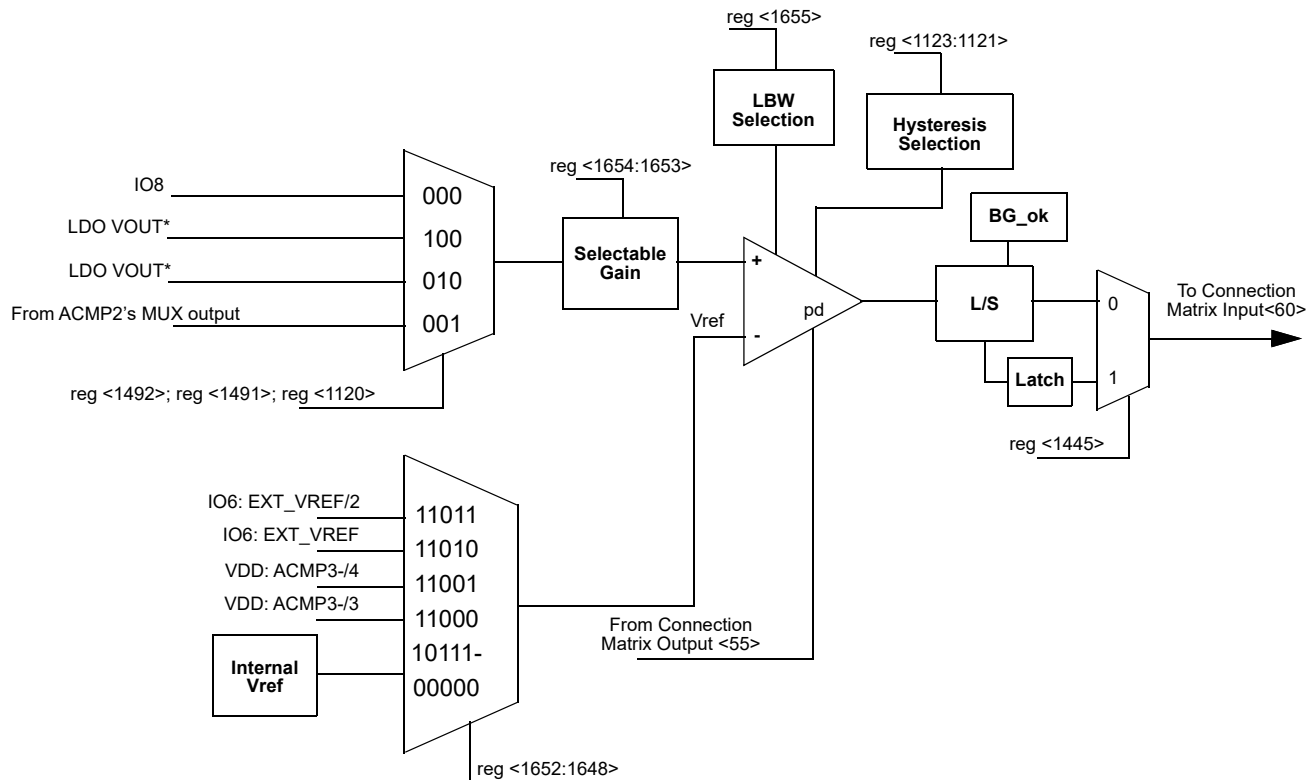 reg <1655>
reg <1123:1121>
LBW
Selection
Hysteresis
Selection
reg <1654:1653>
IO8
LDO VOUT*
LDO VOUT*
From ACMP2's MUX output
000
100
010
001
Selectable
Gain
+
-
pd
Vref
BG_ok
L/S
Latch
0
1
To Connection
Matrix Input<60>
reg <1492>; reg <1491>; reg <1120>
reg <1445>
IO6: EXT_VREF/2
IO6: EXT_VREF
VDD: ACMP3-/4
VDD: ACMP3-/3
Internal
Vref
11011
11010
11001
11000
10111-
00000
From Connection
Matrix Output <55>
reg <1652:1648>